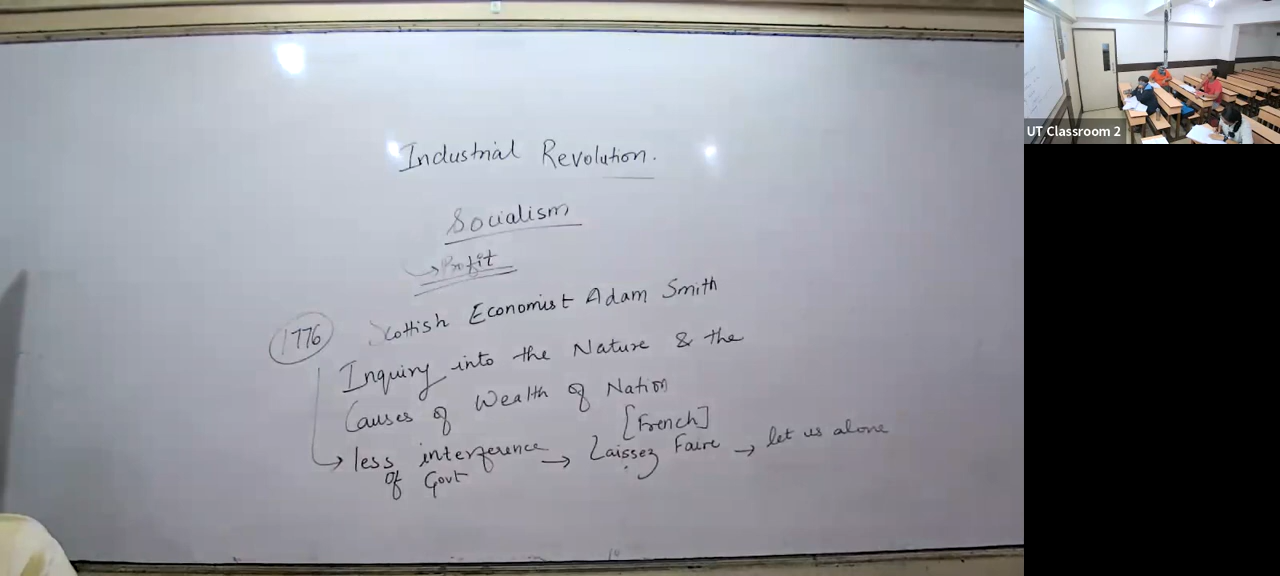 Industrial Revolution.
Socialism
→ Profit
1776
Scottish Economist Adam Smith
Inquiry into the Nature & the
Causes of Wealth of Nation
[French]
→ less interference → Laissez Faire → let us alone
of Govt
UT Classroom 2